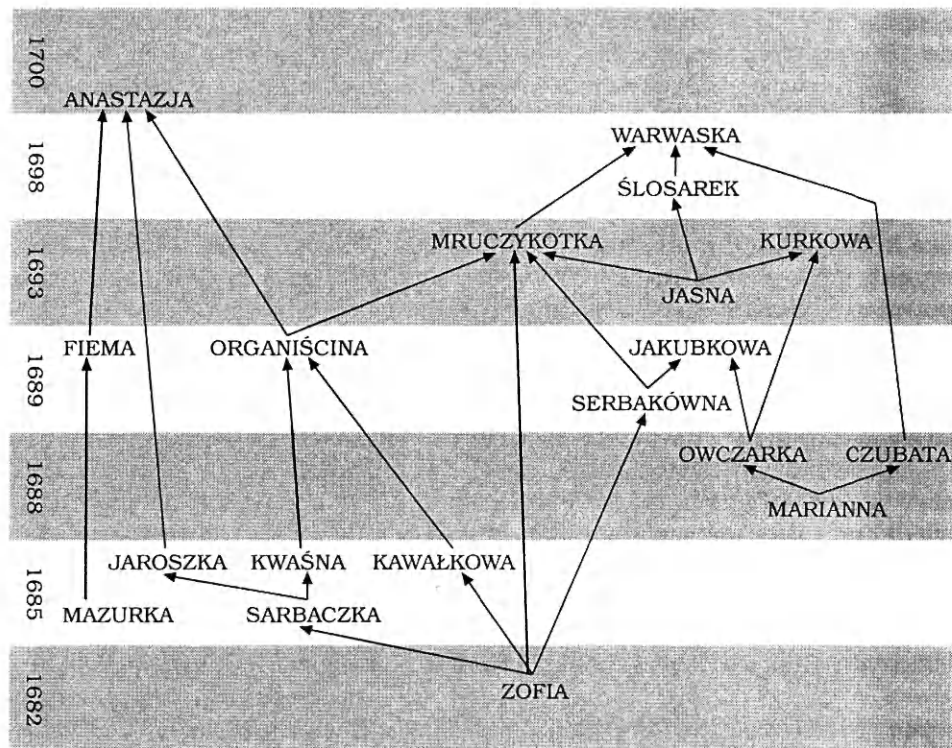 1700
ANASTAZJA
1698
WARWASKA
ŚLOSAREK
1693
MRUCZYKOTKA KURKOWA
JASNA
1689
FIEMA ORGANIŚCINA JAKUBKOWA
SERBAKÓWNA
1688
OWCZARKA CZUBATA
MARIANNA
1685
JAROSZKA KWAŚNA KAWAŁKOWA
MAZURKA SARBACZKA
1682
ZOFIA